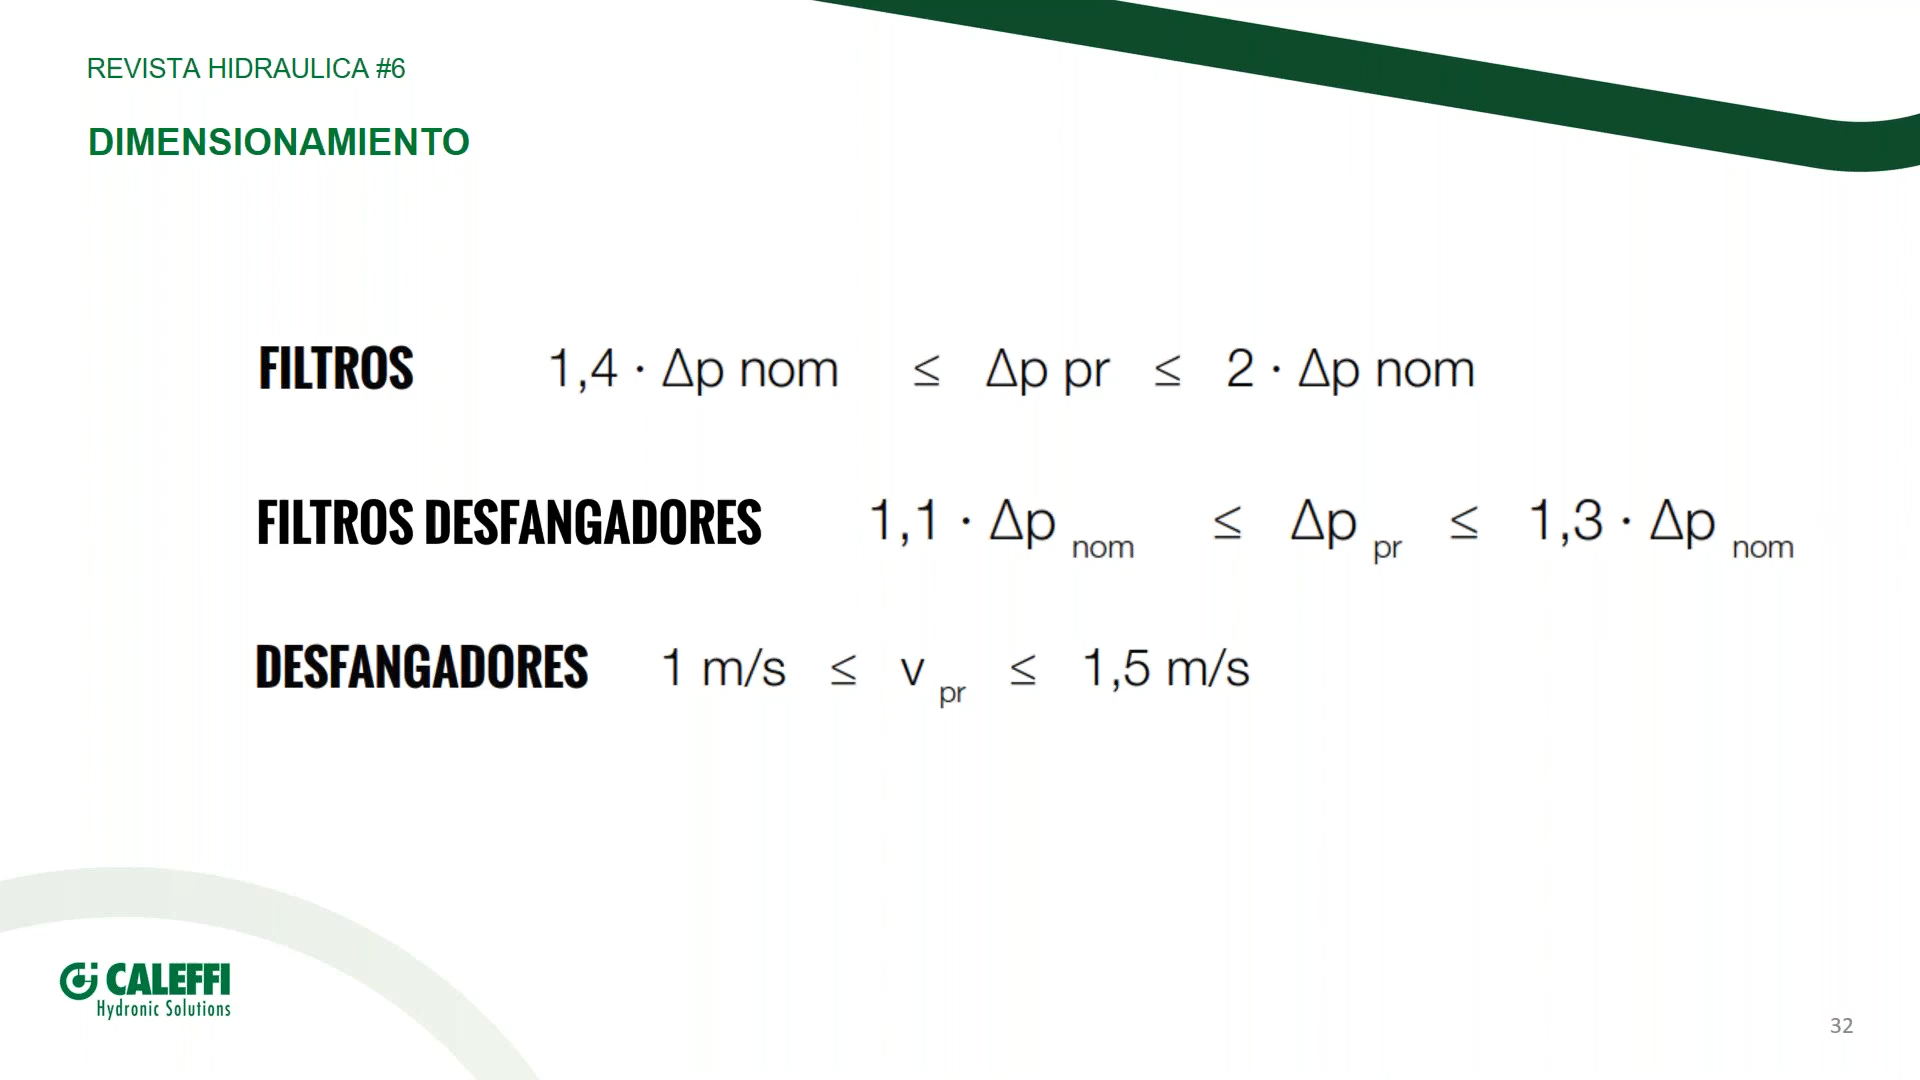 REVISTA HIDRAULICA #6
DIMENSIONAMIENTO
FILTROS 1,4 · Δp nom ≤ Δp pr ≤ 2 · Δp nom
FILTROS DESFANGADORES 1,1 · Δp nom ≤ Δp pr ≤ 1,3 · Δp nom
DESFANGADORES 1 m/s ≤ v pr ≤ 1,5 m/s
CALEFFI
Hydronic Solutions
32